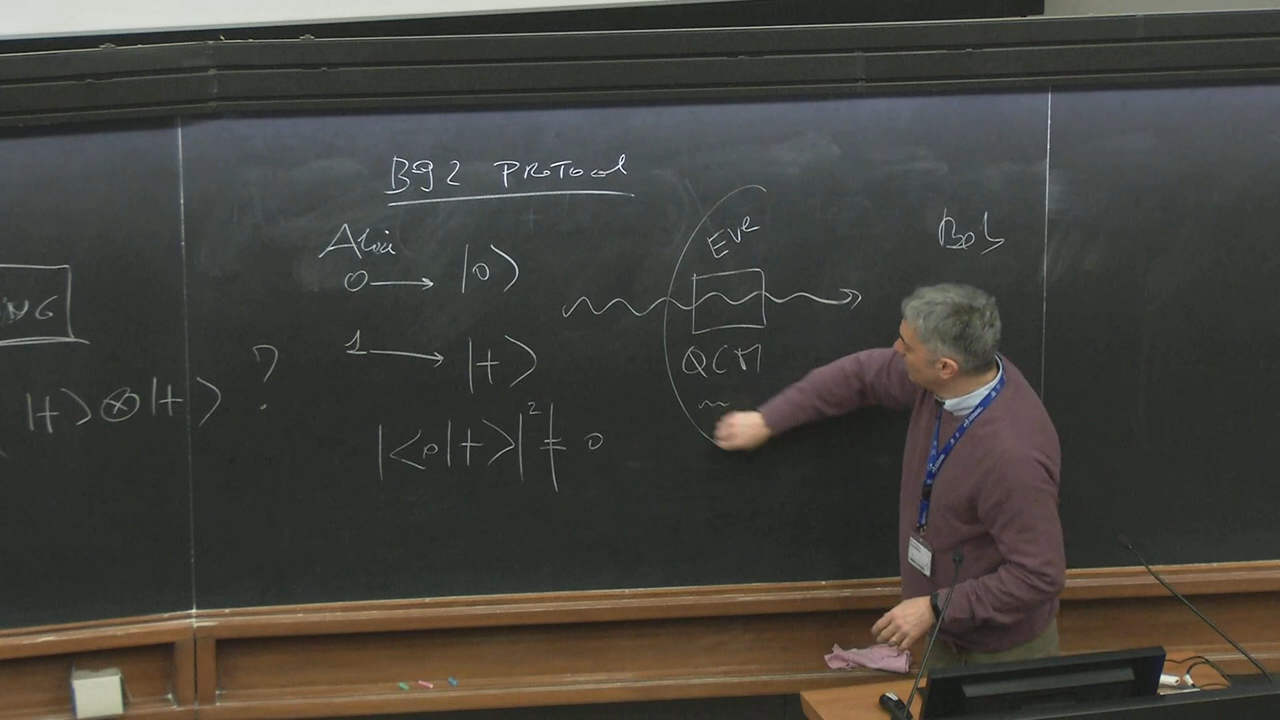 B92 PROTOCOL
Alice
0 → |0⟩
1 → |+⟩
|<0|+>|² ≠ 0
Eve
QCM
Bob
|+⟩⊗|+⟩ ?